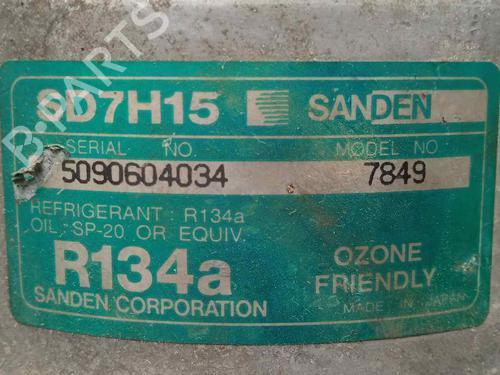 B-PARTS
SD7H15 SANDEN
SERIAL NO. MODEL NO.
5090604034 7849
REFRIGERANT : R134a
OIL : SP-20 OR EQUIV.
R134a OZONE
FRIENDLY
SANDEN CORPORATION MADE IN JAPAN